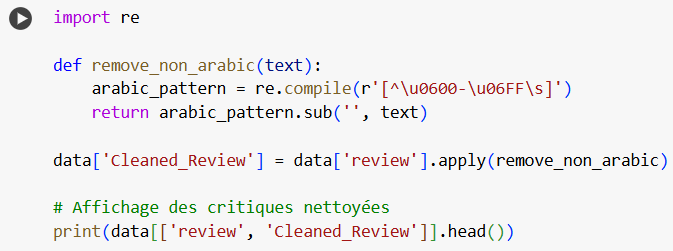 import re
def remove_non_arabic(text):
    arabic_pattern = re.compile(r'[^\u0600-\u06FF\s]')
    return arabic_pattern.sub('', text)
data['Cleaned_Review'] = data['review'].apply(remove_non_arabic)
# Affichage des critiques nettoyées
print(data[['review', 'Cleaned_Review']].head())